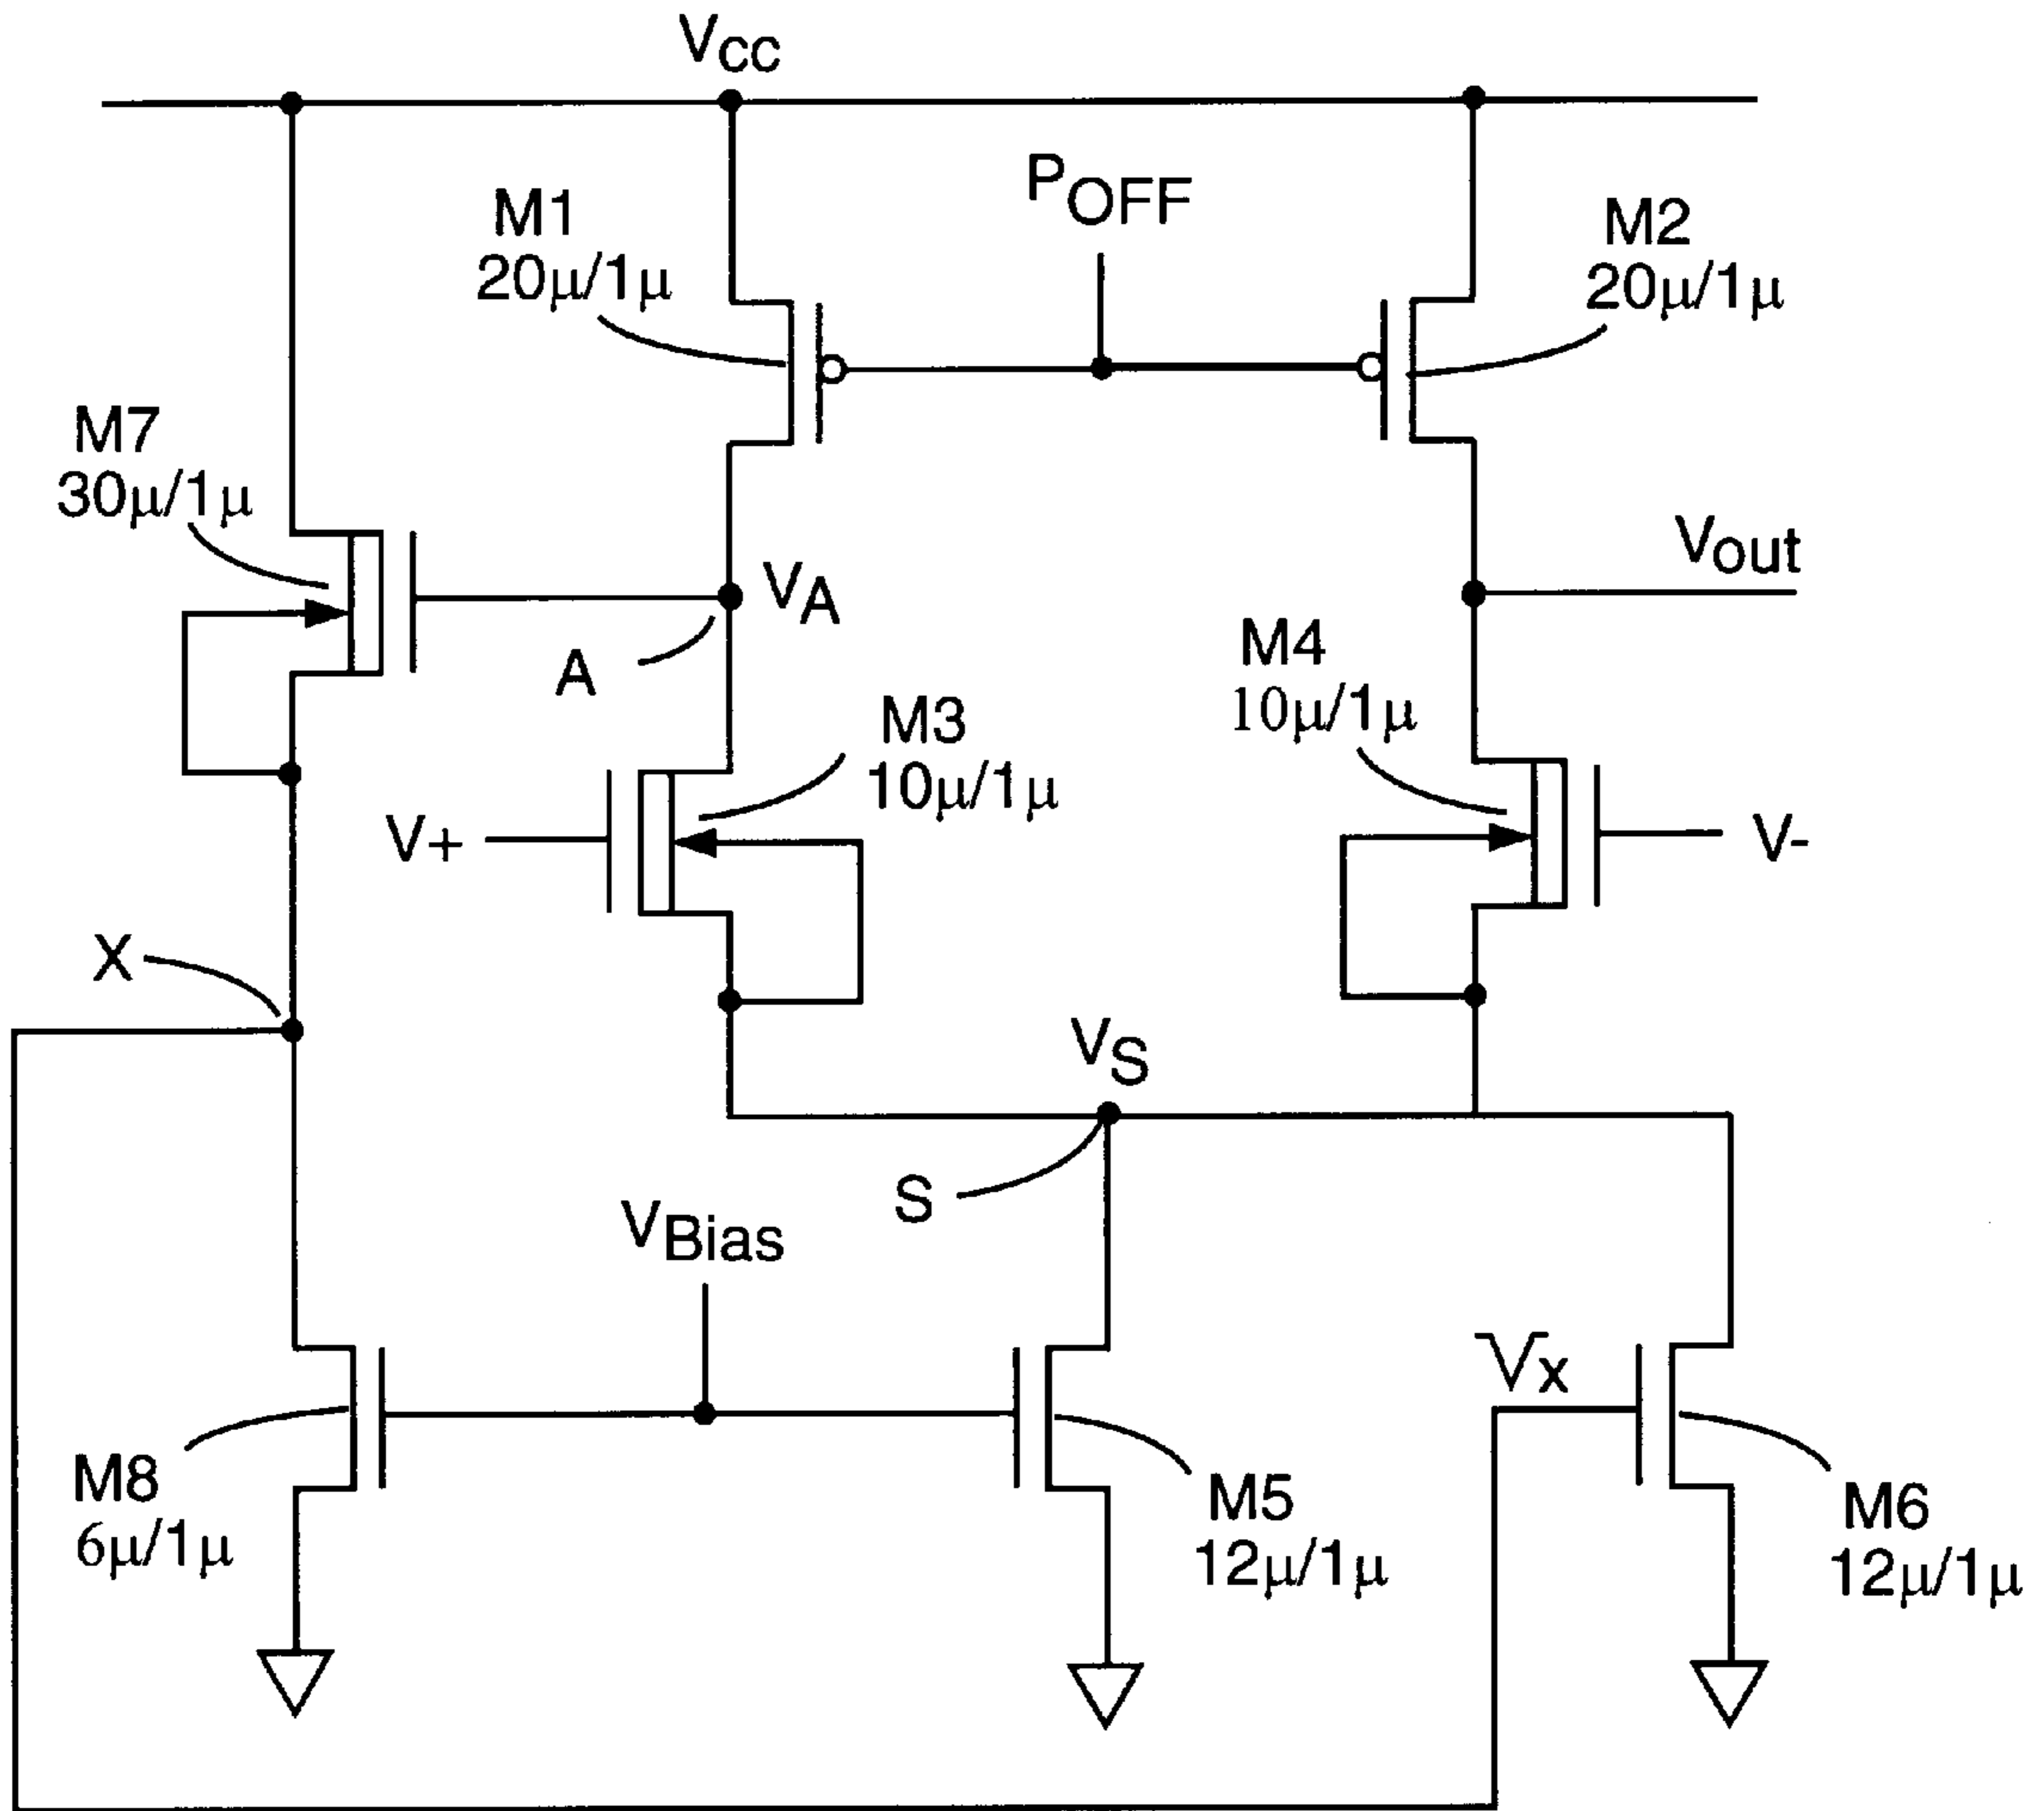 Vcc
POFF
M1
20µ/1µ
M2
20µ/1µ
M7
30µ/1µ
Vout
VA
A
M4
10µ/1µ
M3
10µ/1µ
V+
V-
X
VS
S
VBias
Vx
M8
6µ/1µ
M5
12µ/1µ
M6
12µ/1µ